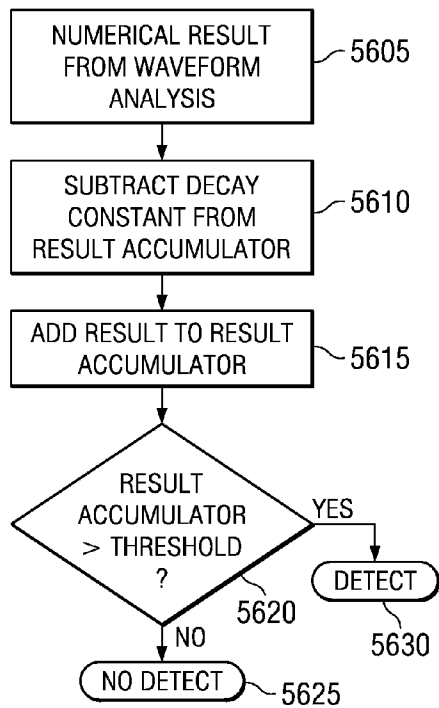 NUMERICAL RESULT
FROM WAVEFORM
ANALYSIS
5605
SUBTRACT DECAY
CONSTANT FROM
RESULT ACCUMULATOR
5610
ADD RESULT TO RESULT
ACCUMULATOR
5615
RESULT
ACCUMULATOR
> THRESHOLD
?
5620
YES
DETECT
5630
NO
NO DETECT
5625